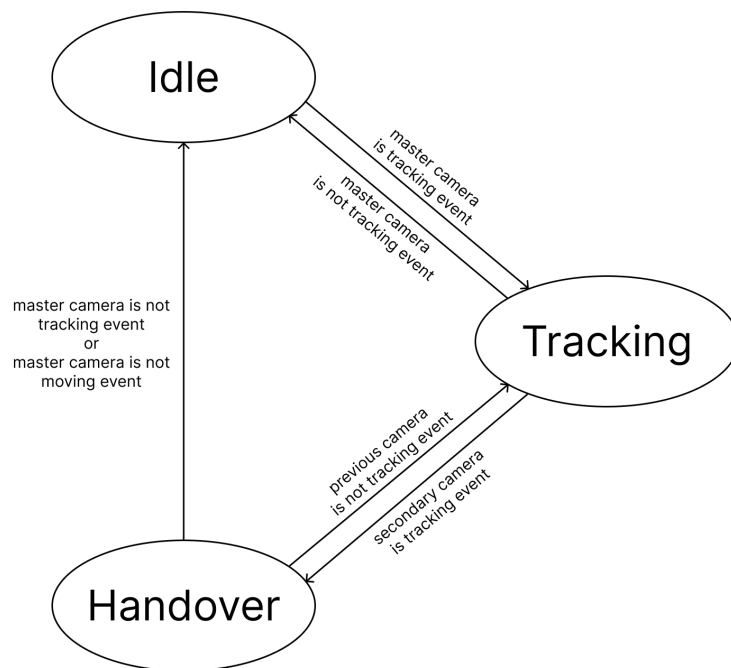 Idle
master camera
is tracking event
master camera
is not tracking event
master camera is not
tracking event
or
master camera is not
moving event
Tracking
previous camera
is not tracking event
secondary camera
is tracking event
Handover